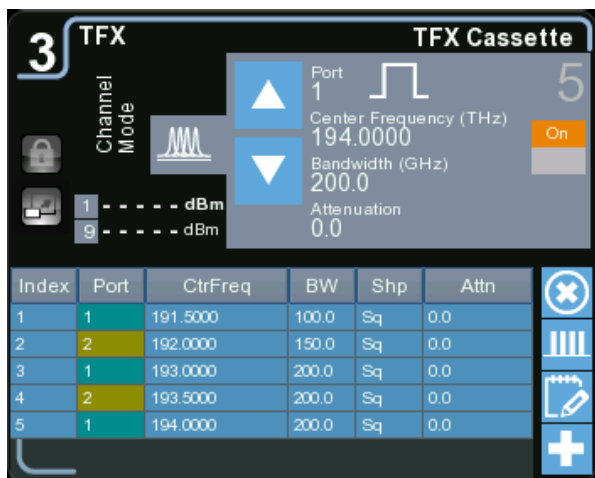 3 TFX TFX Cassette
Channel Mode
Port 5
1
Center Frequency (THz)
194.0000 On
Bandwidth (GHz)
200.0
Attenuation
0.0
1 - - - - - dBm
9 - - - - - dBm
Index Port CtrFreq BW Shp Attn
1 1 191.5000 100.0 Sq 0.0
2 2 192.0000 150.0 Sq 0.0
3 1 193.0000 200.0 Sq 0.0
4 2 193.5000 200.0 Sq 0.0
5 1 194.0000 200.0 Sq 0.0